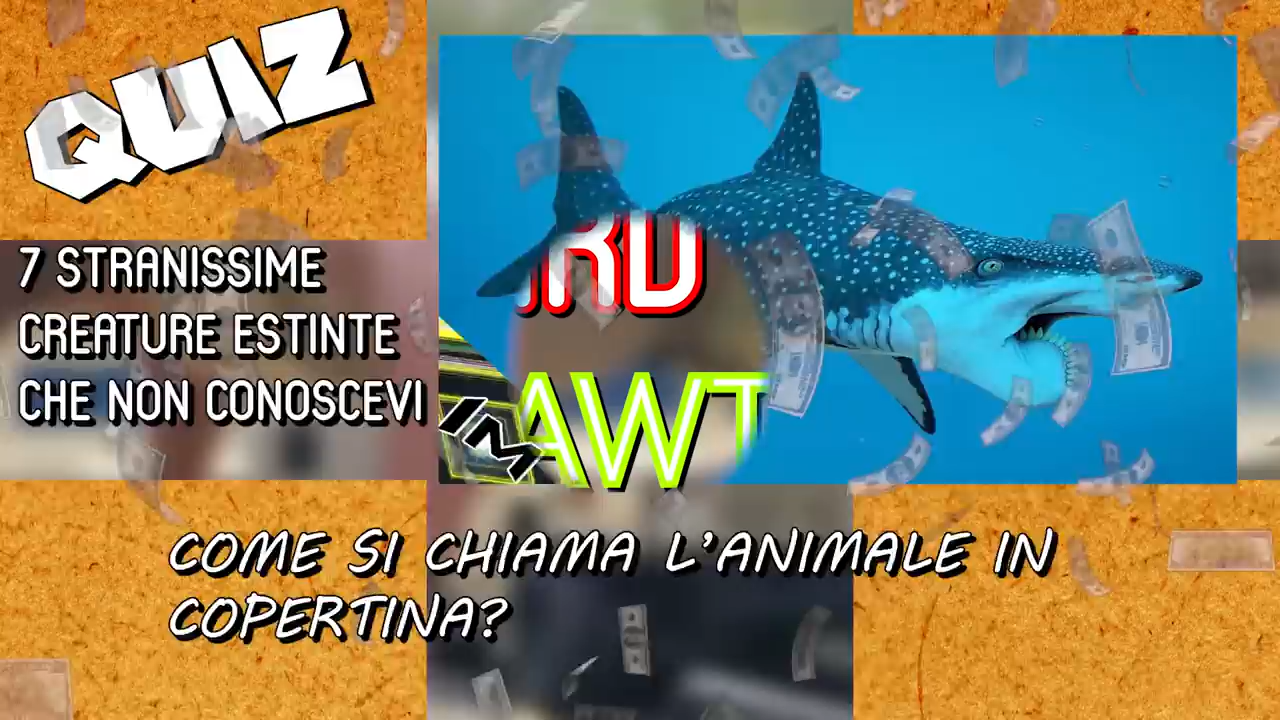 QUIZ
7 STRANISSIME
CREATURE ESTINTE
CHE NON CONOSCEVI
COME SI CHIAMA L'ANIMALE IN
COPERTINA?